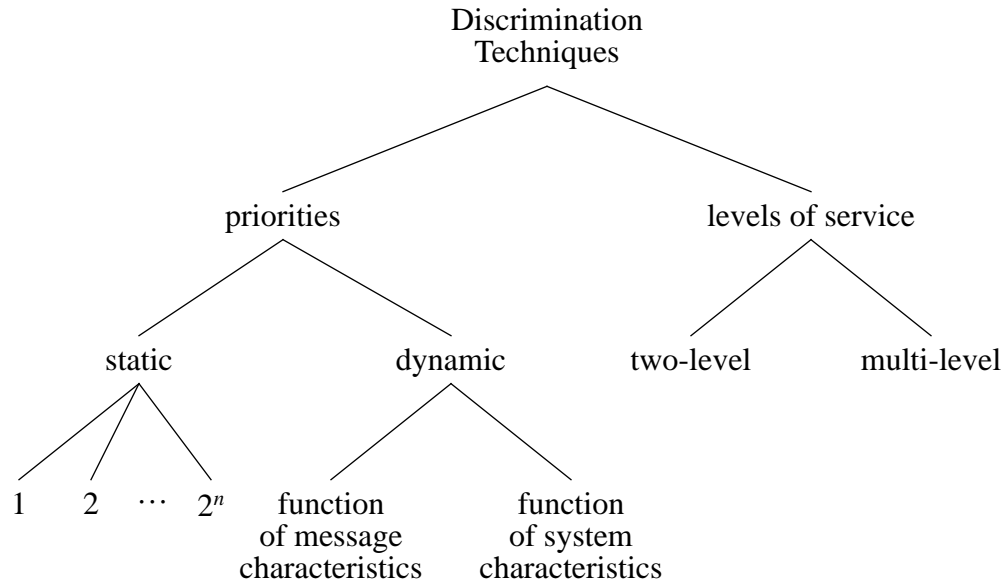 Discrimination
Techniques
priorities
levels of service
static
dynamic
two-level
multi-level
1
2
⋯
2ⁿ
function
of message
characteristics
function
of system
characteristics